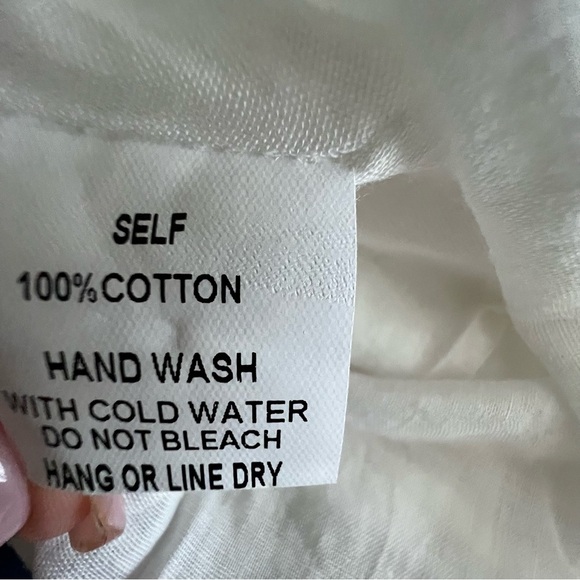 SELF
100% COTTON
HAND WASH
WITH COLD WATER
DO NOT BLEACH
HANG OR LINE DRY